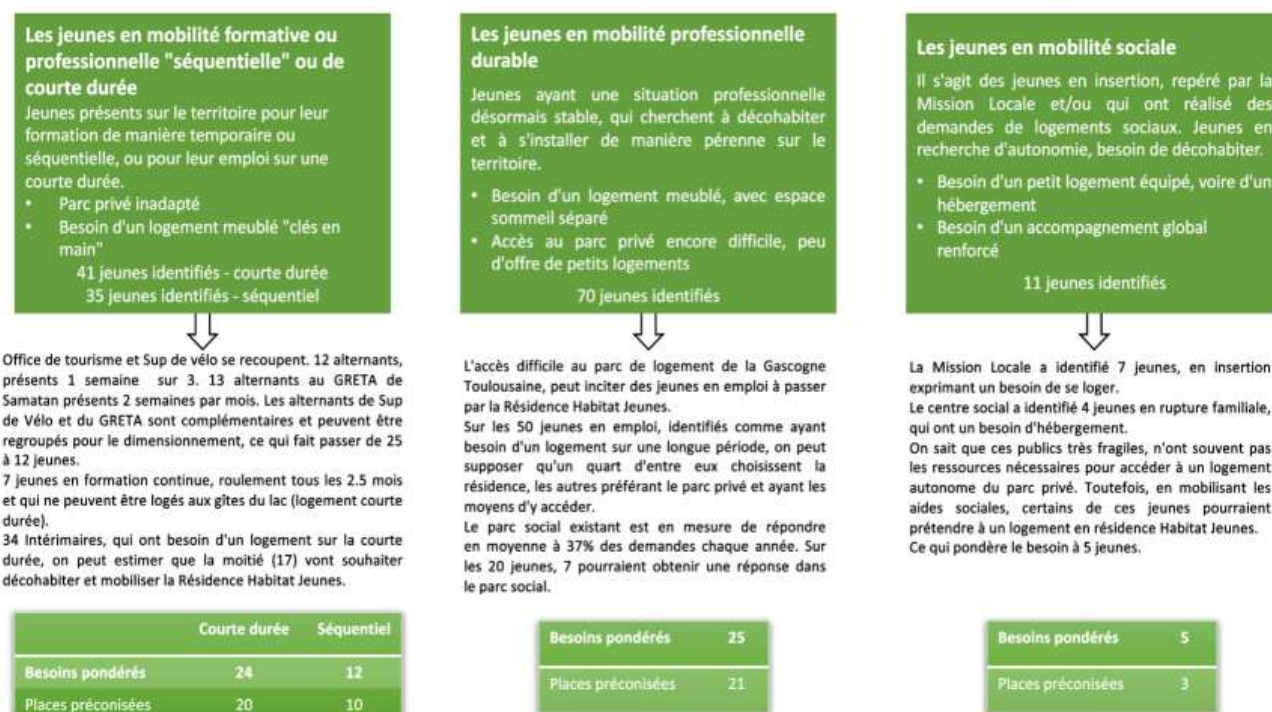 Les jeunes en mobilité formative ou
professionnelle "séquentielle" ou de
courte durée
Jeunes présents sur le territoire pour leur
formation de manière temporaire ou
séquentielle, ou pour leur emploi sur une
courte durée.
• Parc privé inadapté
• Besoin d'un logement meublé "clés en
main"
41 jeunes identifiés - courte durée
35 jeunes identifiés - séquentiel
Office de tourisme et Sup de vélo se recoupent. 12 alternants,
présents 1 semaine sur 3. 13 alternants au GRETA de
Samatan présents 2 semaines par mois. Les alternants de Sup
de Vélo et du GRETA sont complémentaires et peuvent être
regroupés pour le dimensionnement, ce qui fait passer de 25
à 12 jeunes.
7 jeunes en formation continue, roulement tous les 2.5 mois
et qui ne peuvent être logés aux gîtes du lac (logement courte
durée).
34 Intérimaires, qui ont besoin d'un logement sur la courte
durée, on peut estimer que la moitié (17) vont souhaiter
décohabiter et mobiliser la Résidence Habitat Jeunes.
Courte durée Séquentiel
Besoins pondérés 24 12
Places préconisées 20 10
Les jeunes en mobilité professionnelle
durable
Jeunes ayant une situation professionnelle
désormais stable, qui cherchent à décohabiter
et à s'installer de manière pérenne sur le
territoire.
• Besoin d'un logement meublé, avec espace
sommeil séparé
• Accès au parc privé encore difficile, peu
d'offre de petits logements
70 jeunes identifiés
L'accès difficile au parc de logement de la Gascogne
Toulousaine, peut inciter des jeunes en emploi à passer
par la Résidence Habitat Jeunes.
Sur les 50 jeunes en emploi, identifiés comme ayant
besoin d'un logement sur une longue période, on peut
supposer qu'un quart d'entre eux choisissent la
résidence, les autres préférant le parc privé et ayant les
moyens d'y accéder.
Le parc social existant est en mesure de répondre
en moyenne à 37% des demandes chaque année. Sur
les 20 jeunes, 7 pourraient obtenir une réponse dans
le parc social.
Besoins pondérés 25
Places préconisées 21
Les jeunes en mobilité sociale
Il s'agit des jeunes en insertion, repéré par la
Mission Locale et/ou qui ont réalisé des
demandes de logements sociaux. Jeunes en
recherche d'autonomie, besoin de décohabiter.
• Besoin d'un petit logement équipé, voire d'un
hébergement
• Besoin d'un accompagnement global
renforcé
11 jeunes identifiés
La Mission Locale a identifié 7 jeunes, en insertion
exprimant un besoin de se loger.
Le centre social a identifié 4 jeunes en rupture familiale,
qui ont un besoin d'hébergement.
On sait que ces publics très fragiles, n'ont souvent pas
les ressources nécessaires pour accéder à un logement
autonome du parc privé. Toutefois, en mobilisant les
aides sociales, certains de ces jeunes pourraient
prétendre à un logement en résidence Habitat Jeunes.
Ce qui pondère le besoin à 5 jeunes.
Besoins pondérés 5
Places préconisées 3